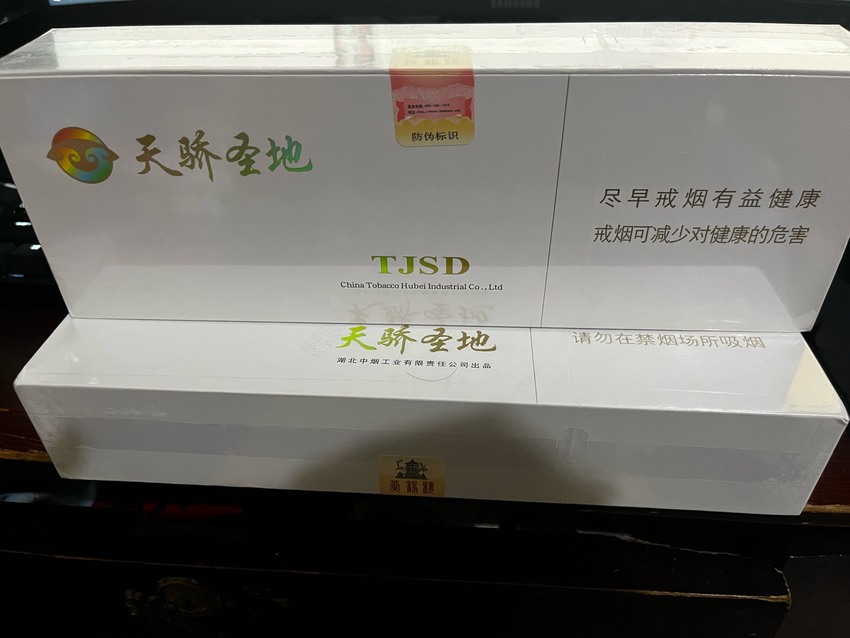 天骄圣地
防伪标识
尽早戒烟有益健康
戒烟可减少对健康的危害
TJSD
China Tobacco Hubei Industrial Co., Ltd
天骄圣地
湖北中烟工业有限责任公司出品
请勿在禁烟场所吸烟